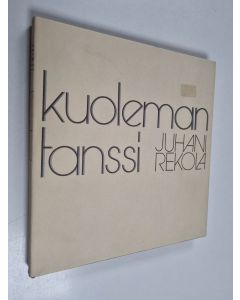 kuoleman
tanssi
JUHANI
REKOLA